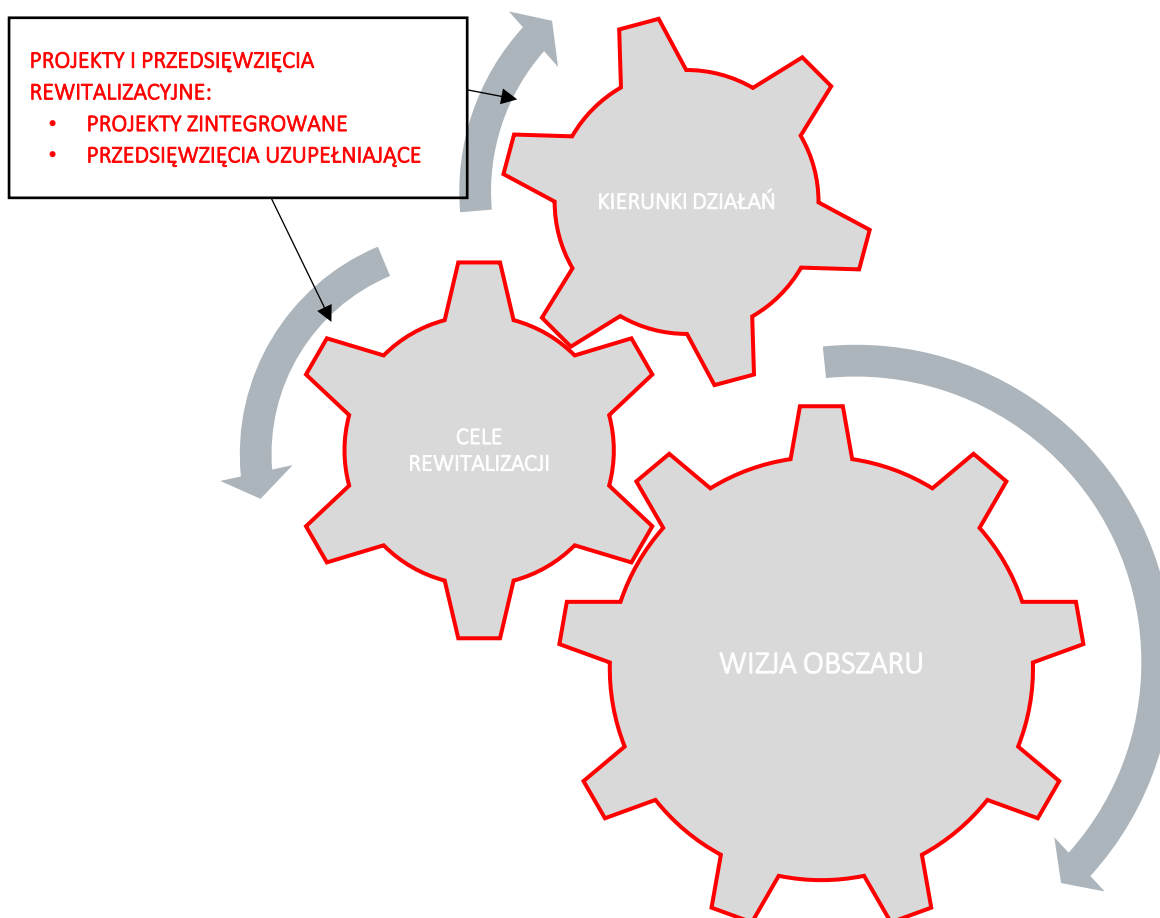 PROJEKTY I PRZEDSIĘWZIĘCIA
REWITALIZACYJNE:
• PROJEKTY ZINTEGROWANE
• PRZEDSIĘWZIĘCIA UZUPEŁNIAJĄCE
KIERUNKI DZIAŁAŃ
CELE
REWITALIZACJI
WIZJA OBSZARU